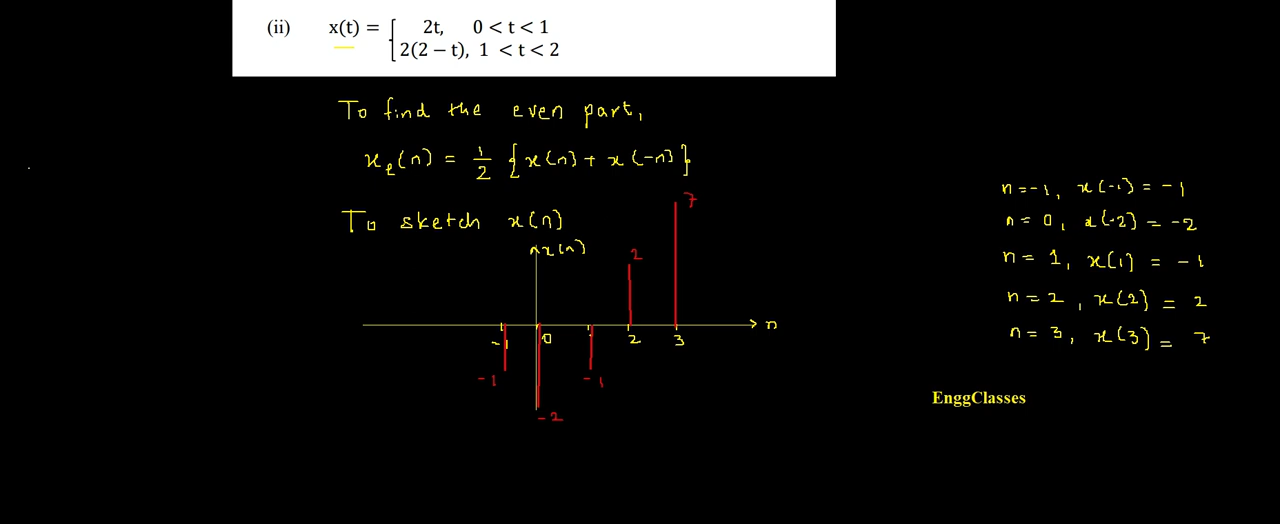 (ii) x(t) = { 2t, 0 < t < 1
2(2 − t), 1 < t < 2
To find the even part,
xe(n) = 1/2 {x(n) + x(-n)}
To sketch x(n)
x(n)
7
2
n
-1 0 1 2 3
-1 -1
-2
n=-1, x(-1) = -1
n= 0, x(-2) = -2
n= 1, x(1) = -1
n= 2, x(2) = 2
n= 3, x(3) = 7
EnggClasses